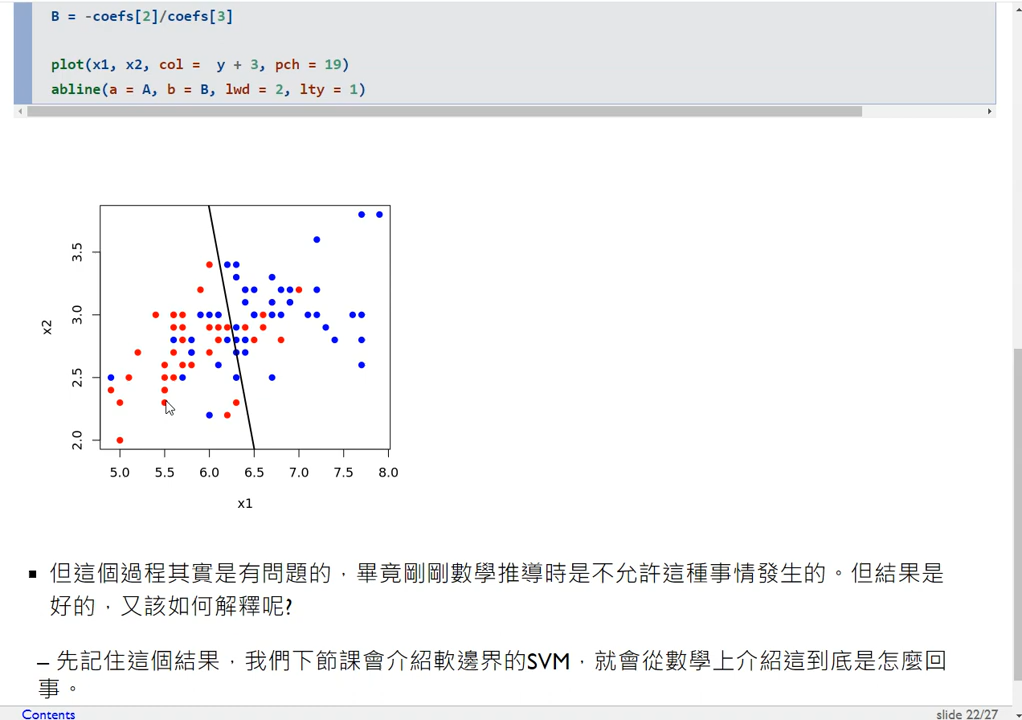 B = -coefs[2]/coefs[3]
plot(x1, x2, col =  y + 3, pch = 19)
abline(a = A, b = B, lwd = 2, lty = 1)
3.5
3.0
2.5
2.0
x2
5.0 5.5 6.0 6.5 7.0 7.5 8.0
x1
▪ 但這個過程其實是有問題的，畢竟剛剛數學推導時是不允許這種事情發生的。但結果是
好的，又該如何解釋呢?
– 先記住這個結果，我們下節課會介紹軟邊界的SVM，就會從數學上介紹這到底是怎麼回
事。
Contents
slide 22/27